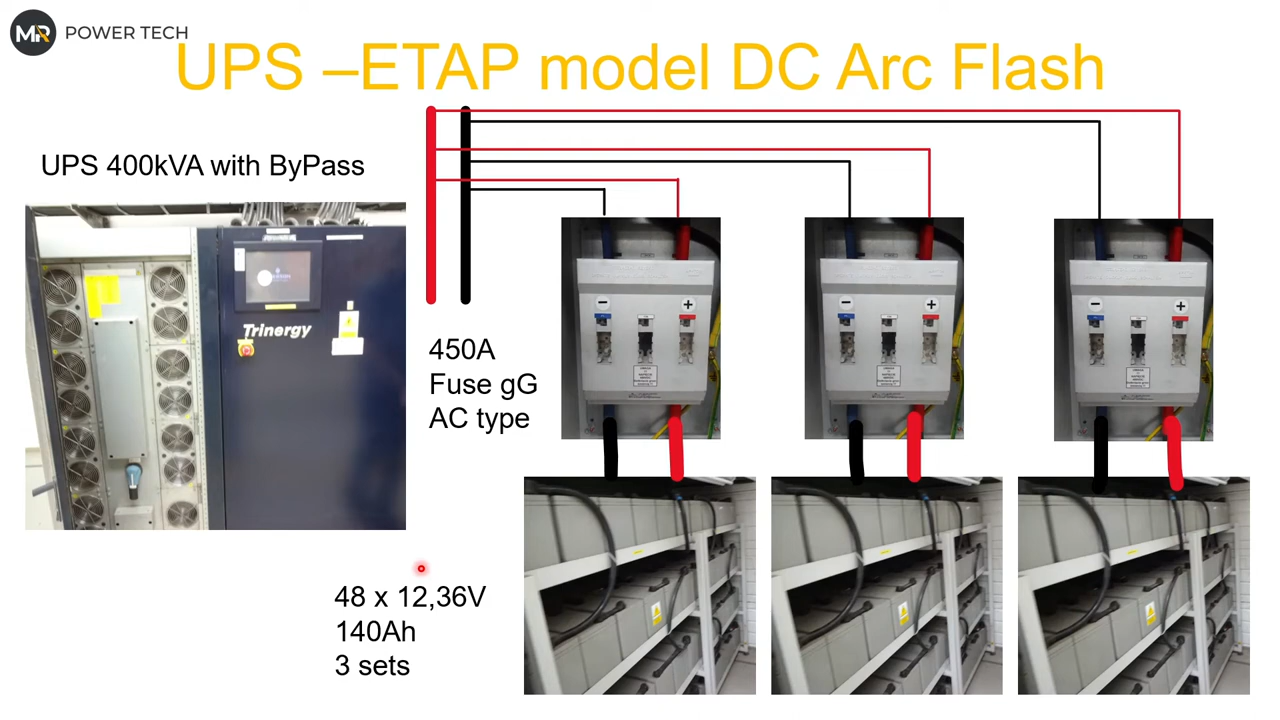 MR POWER TECH
UPS –ETAP model DC Arc Flash
UPS 400kVA with ByPass
Trinergy
450A
Fuse gG
AC type
– +
– +
– +
48 x 12,36V
140Ah
3 sets